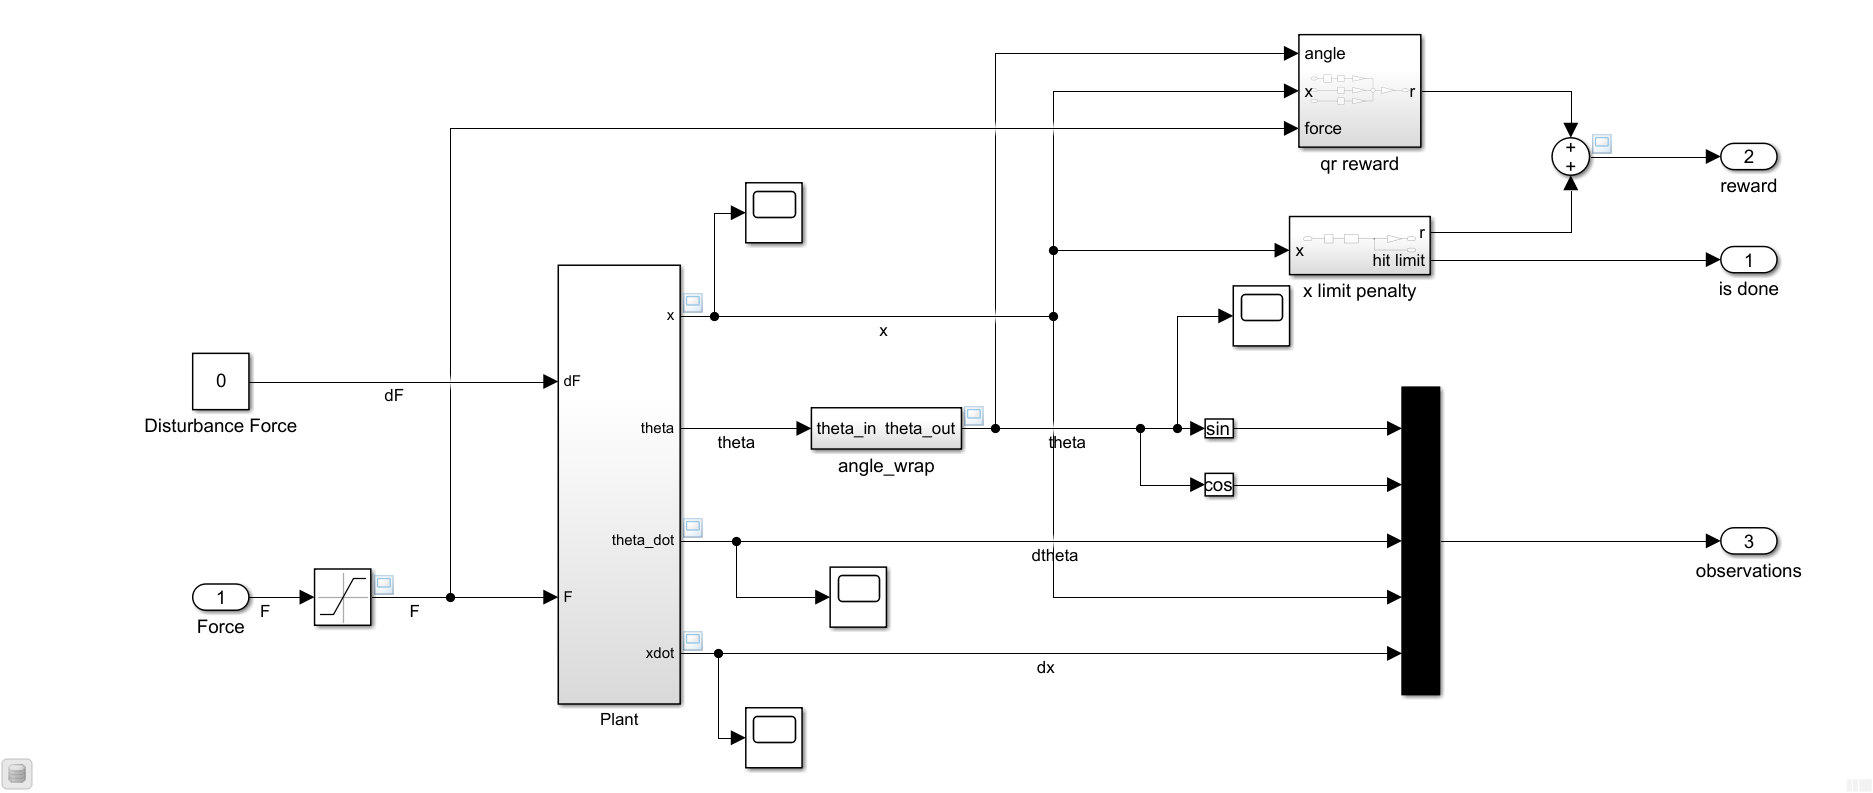 angle
x
r
force
qr reward
+
+
2
reward
r
x
hit limit
x limit penalty
1
is done
x
x
0
dF
dF
Disturbance Force
theta
theta
theta_in theta_out
angle_wrap
theta
sin
cos
theta_dot
dtheta
3
observations
1
F
Force
F
F
xdot
dx
Plant